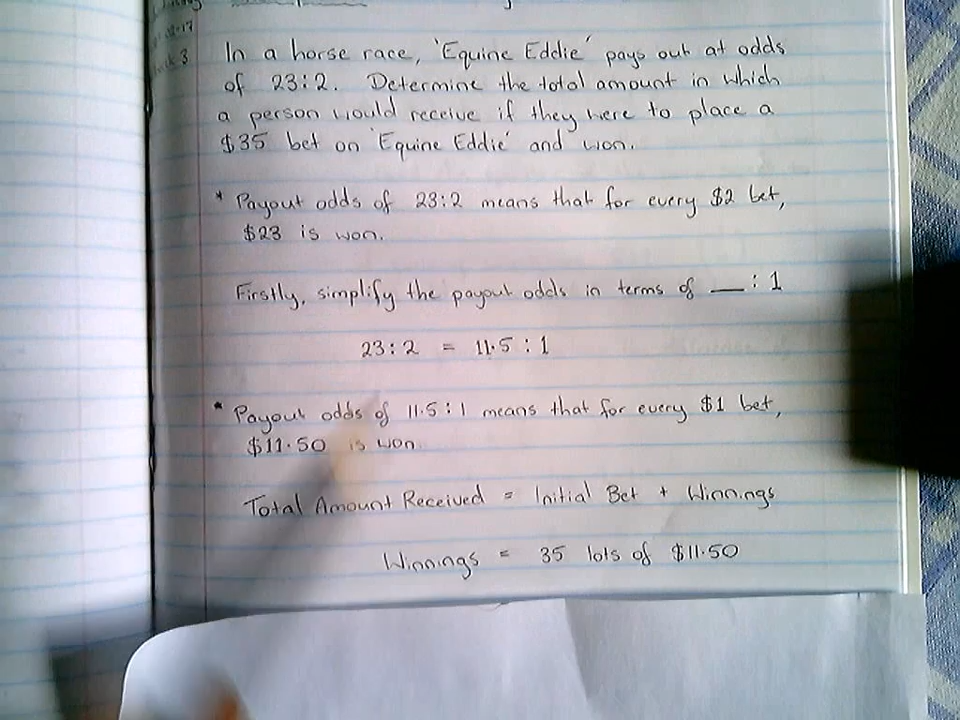 3 In a horse race, 'Equine Eddie' pays out at odds
of 23:2. Determine the total amount in which
a person would receive if they were to place a
$35 bet on 'Equine Eddie' and won.
* Payout odds of 23:2 means that for every $2 bet,
$23 is won.
Firstly, simplify the payout odds in terms of __ : 1
23:2 = 11.5 : 1
* Payout odds of 11.5:1 means that for every $1 bet,
$11.50 is won
Total Amount Received = Initial Bet + Winnings
Winnings = 35 lots of $11.50